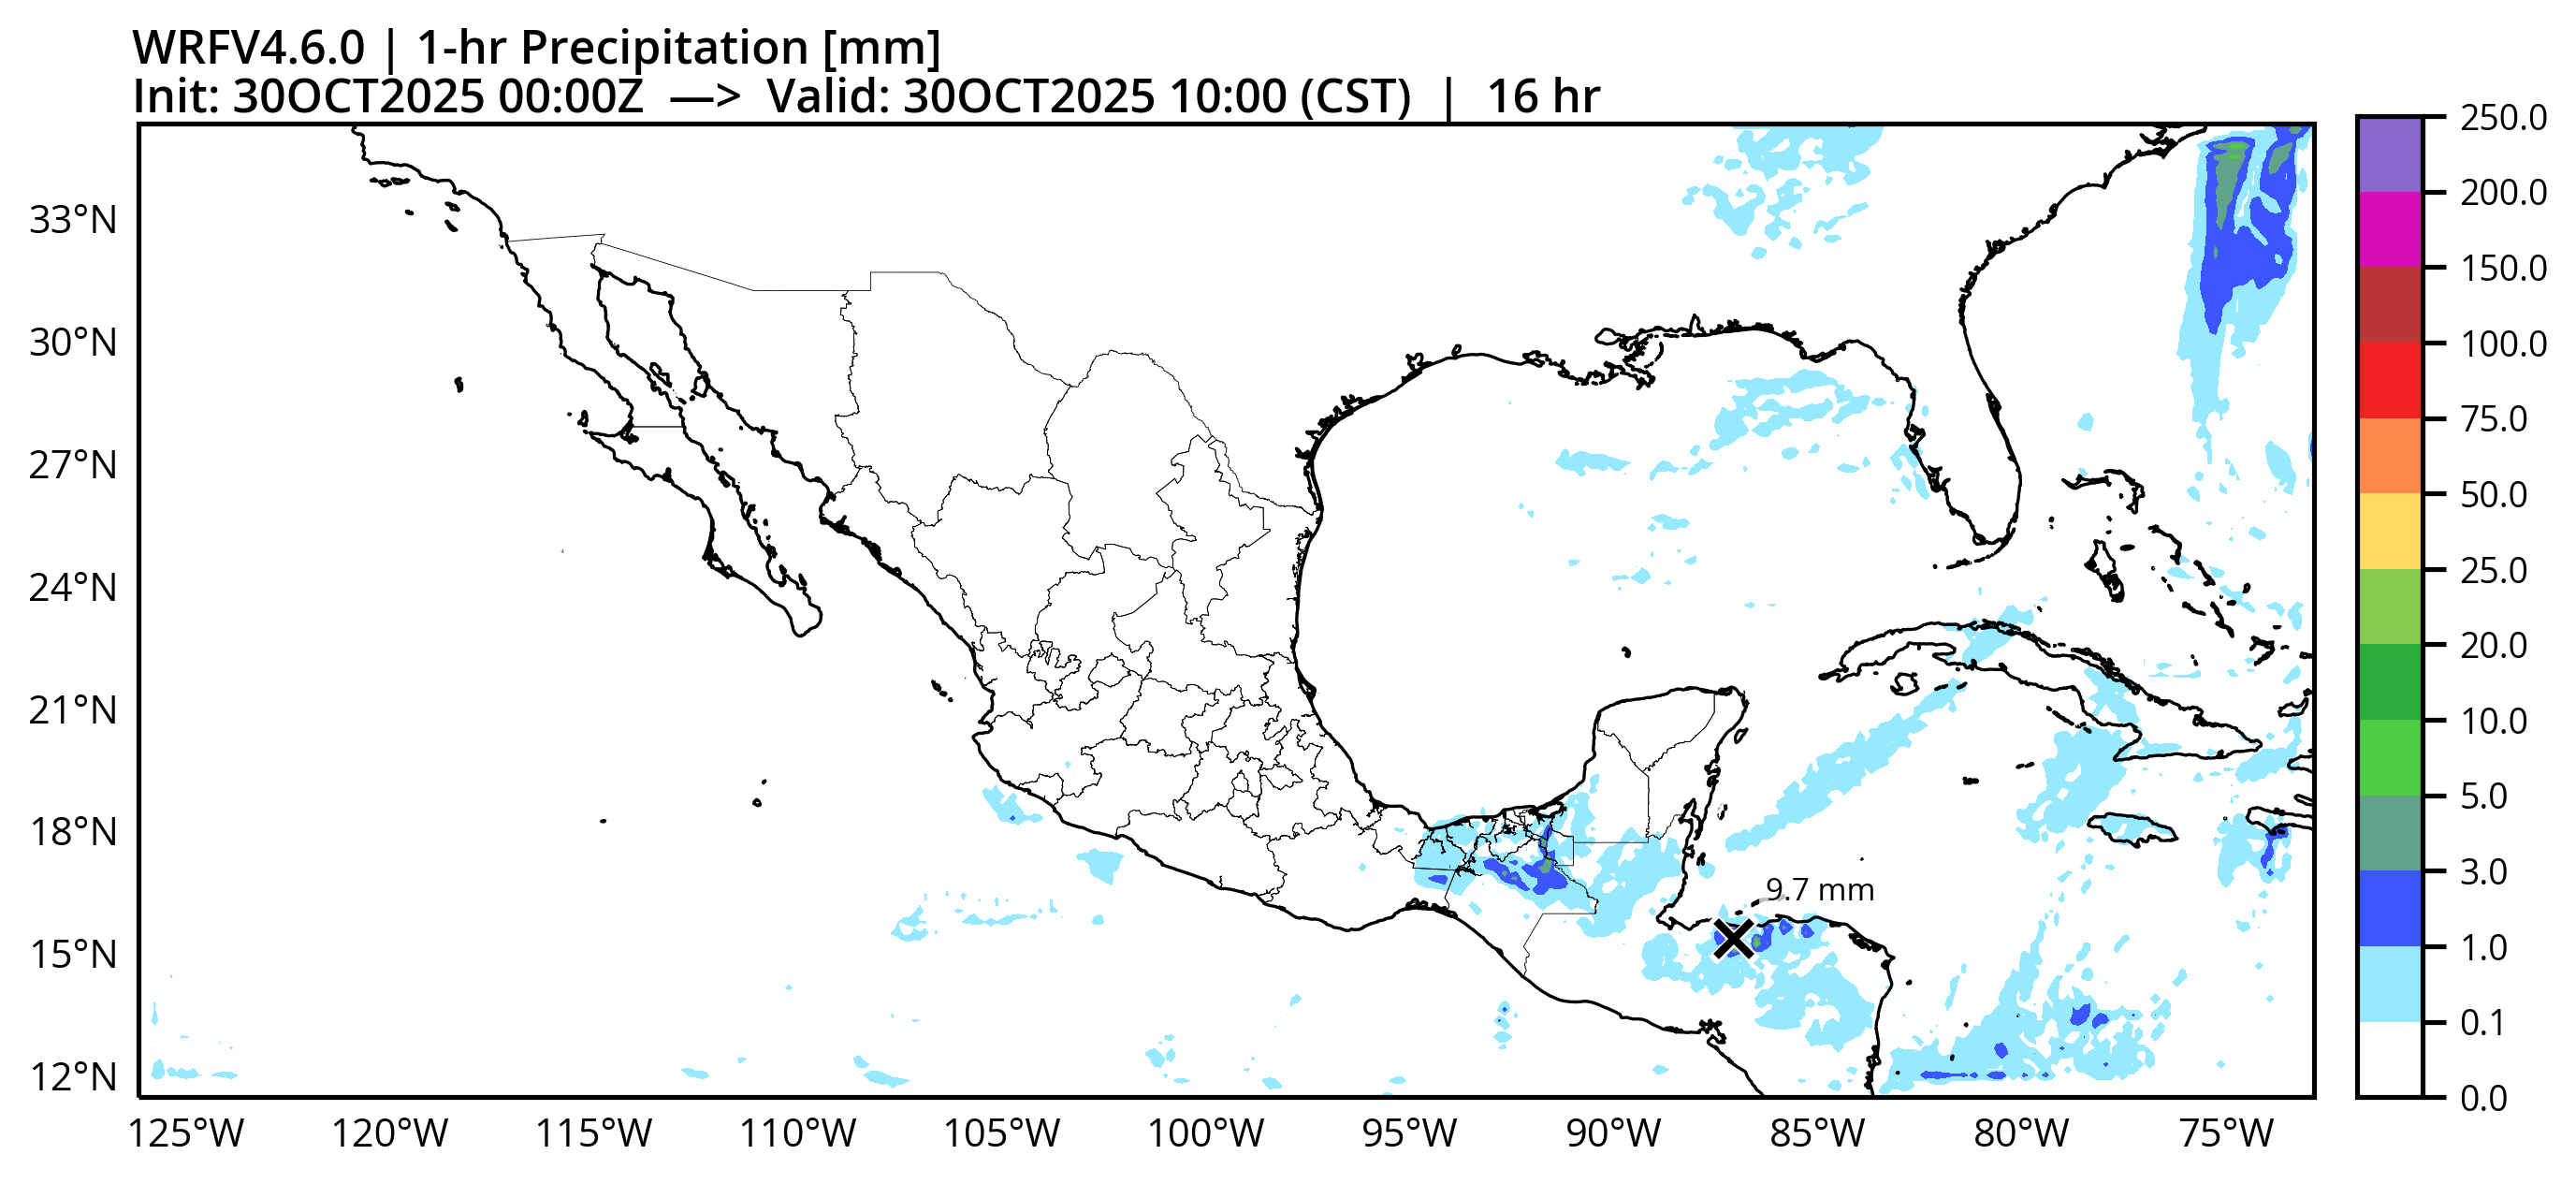 WRFV4.6.0 | 1-hr Precipitation [mm]
Init: 30OCT2025 00:00Z —> Valid: 30OCT2025 10:00 (CST) | 16 hr
250.0
200.0
150.0
100.0
75.0
50.0
25.0
20.0
10.0
5.0
3.0
1.0
0.1
0.0
33°N
30°N
27°N
24°N
21°N
18°N
15°N
12°N
9.7 mm
125°W 120°W 115°W 110°W 105°W 100°W 95°W 90°W 85°W 80°W 75°W